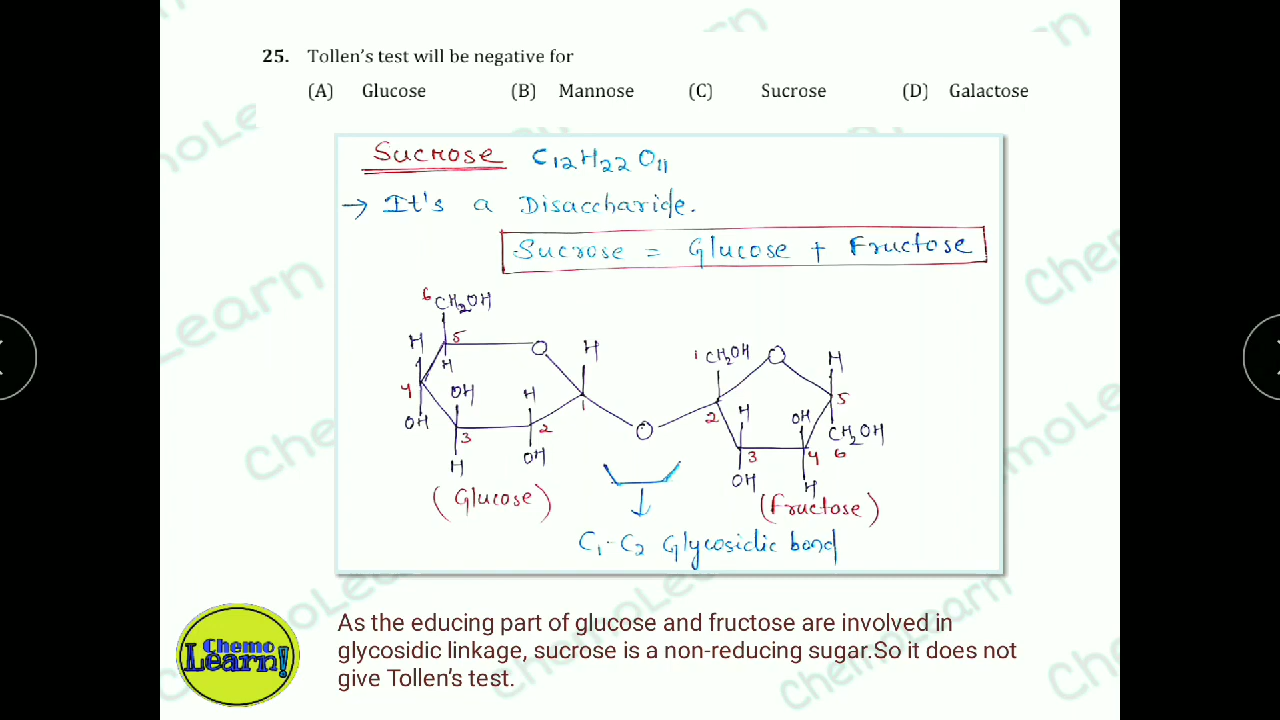 25. Tollen's test will be negative for
(A) Glucose (B) Mannose (C) Sucrose (D) Galactose
Sucrose C12H22O11
→ It's a Disaccharide.
Sucrose = Glucose + Fructose
6 CH2OH
H 5 O H 1 CH2OH O H
H
4 OH H 1 2 H OH 5
OH 3 2 O CH2OH
H OH 3 4 6
OH H
(Glucose) (Fructose)
C1-C2 Glycosidic bond
As the educing part of glucose and fructose are involved in
glycosidic linkage, sucrose is a non-reducing sugar.So it does not
give Tollen's test.
Chemo
Learn!
ChemoLearn